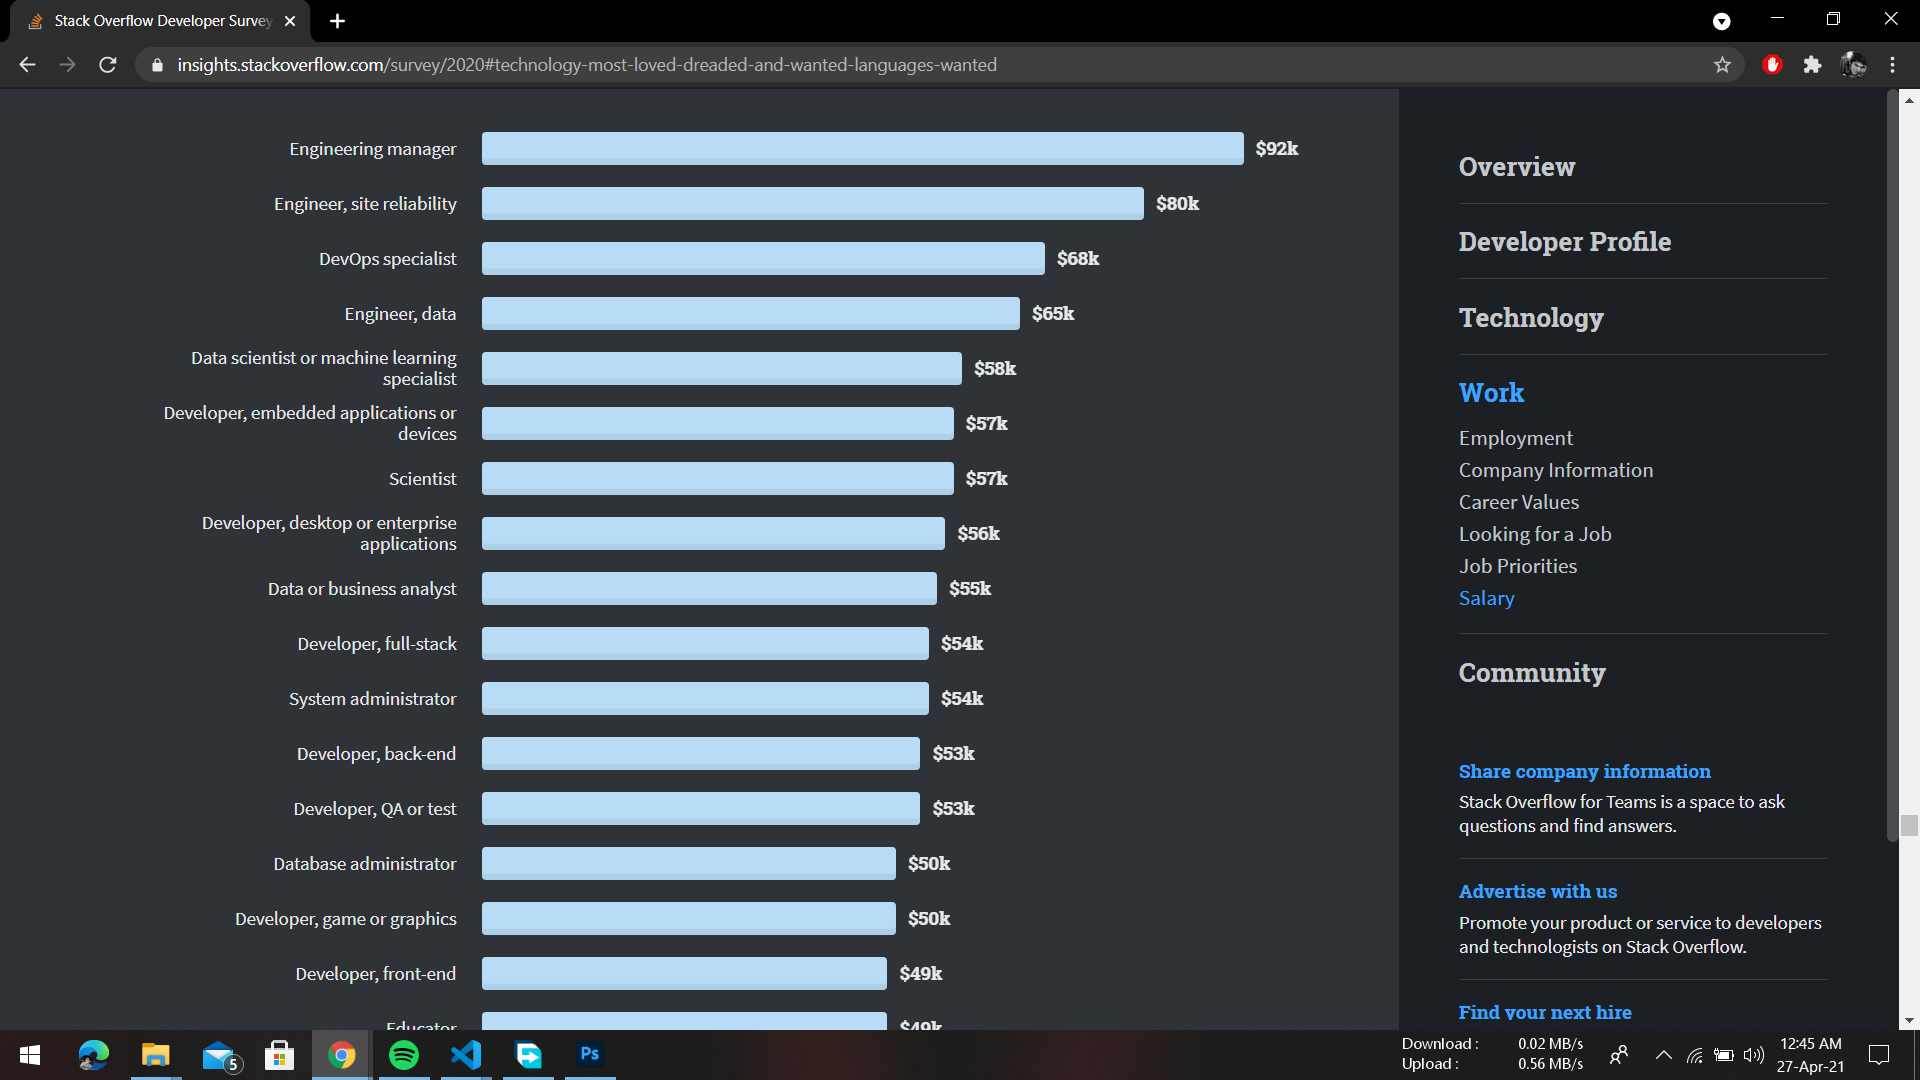 Stack Overflow Developer Survey
insights.stackoverflow.com/survey/2020#technology-most-loved-dreaded-and-wanted-languages-wanted
Engineering manager $92k
Engineer, site reliability $80k
DevOps specialist $68k
Engineer, data $65k
Data scientist or machine learning
specialist $58k
Developer, embedded applications or
devices $57k
Scientist $57k
Developer, desktop or enterprise
applications $56k
Data or business analyst $55k
Developer, full-stack $54k
System administrator $54k
Developer, back-end $53k
Developer, QA or test $53k
Database administrator $50k
Developer, game or graphics $50k
Developer, front-end $49k
Educator $49k
Overview
Developer Profile
Technology
Work
Employment
Company Information
Career Values
Looking for a Job
Job Priorities
Salary
Community
Share company information
Stack Overflow for Teams is a space to ask
questions and find answers.
Advertise with us
Promote your product or service to developers
and technologists on Stack Overflow.
Find your next hire
5
Ps
Download : 0.02 MB/s
Upload : 0.56 MB/s
12:45 AM
27-Apr-21